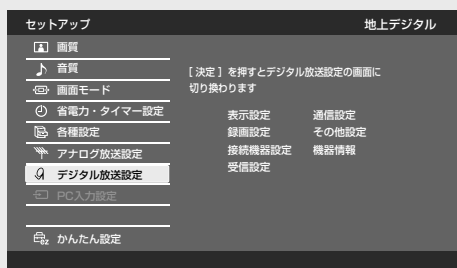 セットアップ 地上デジタル
画質
音質
画面モード
省電力・タイマー設定
各種設定
アナログ放送設定
デジタル放送設定
PC入力設定
かんたん設定
[決定] を押すとデジタル放送設定の画面に
切り換わります
表示設定 通信設定
録画設定 その他設定
接続機器設定 機器情報
受信設定